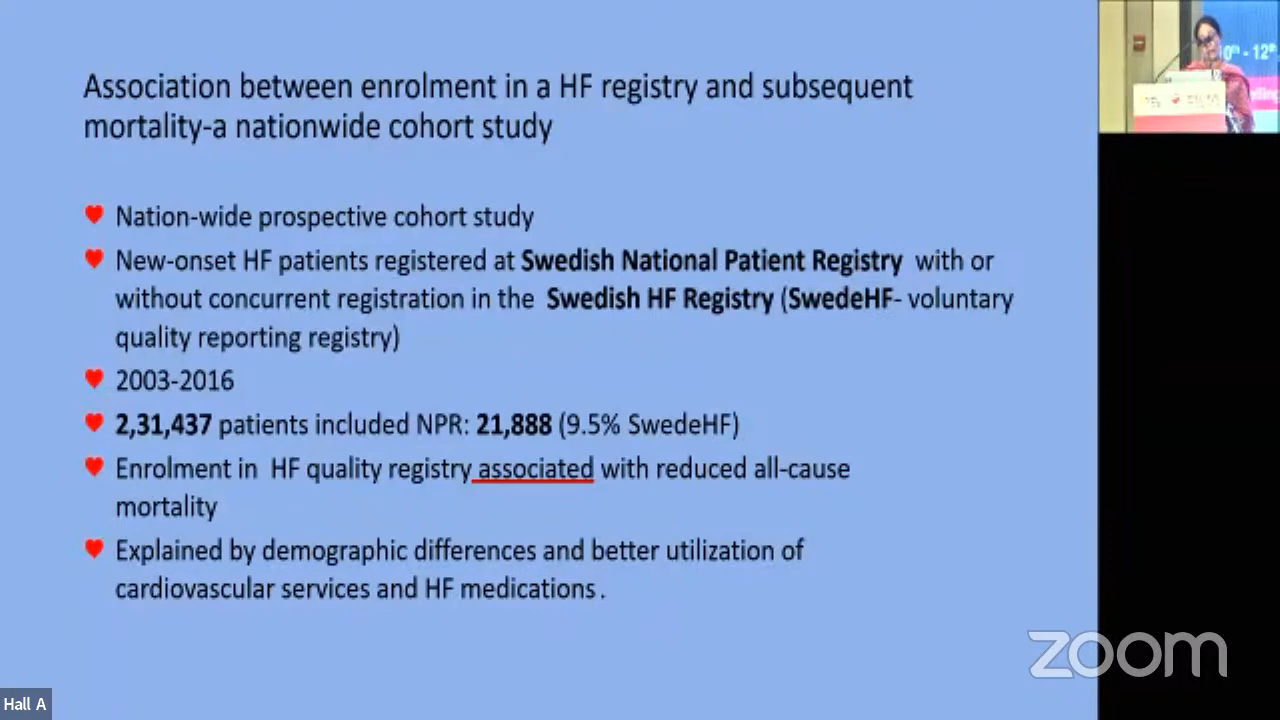 Association between enrolment in a HF registry and subsequent
mortality-a nationwide cohort study
Nation-wide prospective cohort study
New-onset HF patients registered at Swedish National Patient Registry with or
without concurrent registration in the Swedish HF Registry (SwedeHF- voluntary
quality reporting registry)
2003-2016
2,31,437 patients included NPR: 21,888 (9.5% SwedeHF)
Enrolment in HF quality registry associated with reduced all-cause
mortality
Explained by demographic differences and better utilization of
cardiovascular services and HF medications.
0th - 12th
zoom
Hall A